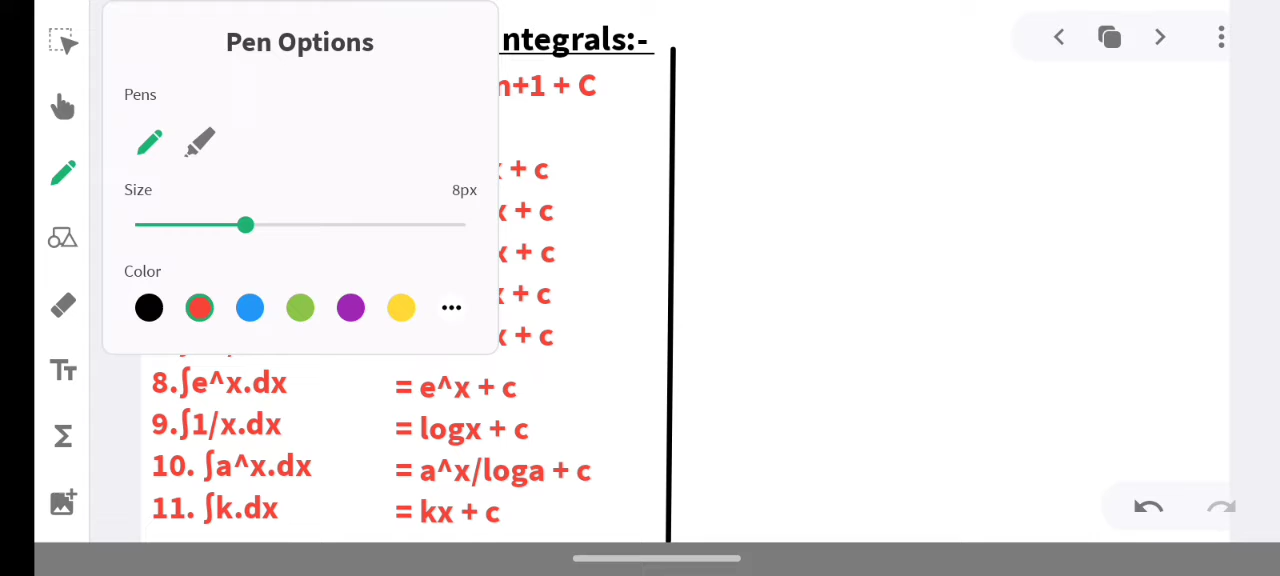 Pen Options
Pens
Size 8px
Color
ntegrals:-
n+1 + C
x + c
x + c
x + c
x + c
x + c
8.∫e^x.dx = e^x + c
9.∫1/x.dx = logx + c
10. ∫a^x.dx = a^x/loga + c
11. ∫k.dx = kx + c